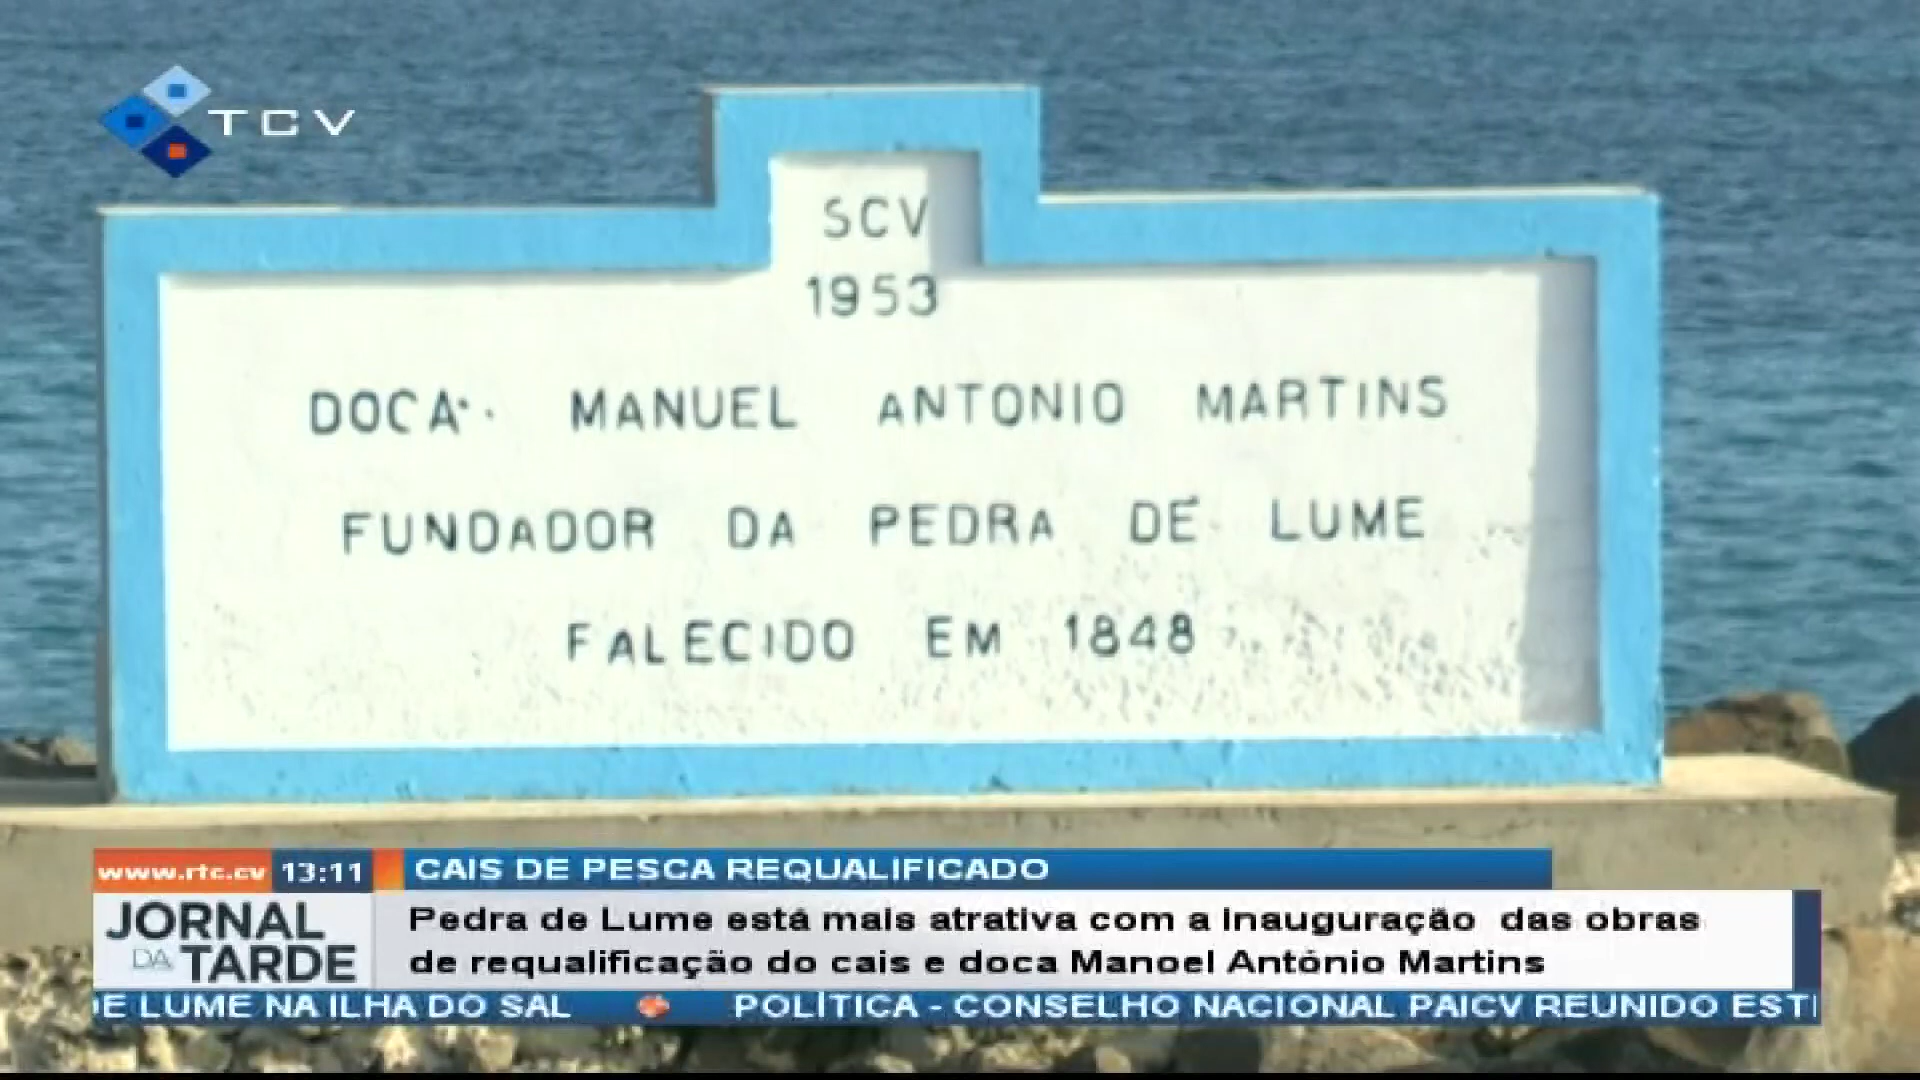 TCV
SCV
1953
DOCA MANUEL ANTONIO MARTINS
FUNDADOR DA PEDRA DE LUME
FALECIDO EM 1848
www.rtc.cv 13:11 CAIS DE PESCA REQUALIFICADO
JORNAL DA TARDE
Pedra de Lume está mais atrativa com a inauguração das obras
de requalificação do cais e doca Manoel António Martins
E LUME NA ILHA DO SAL POLÍTICA - CONSELHO NACIONAL PAICV REUNIDO EST